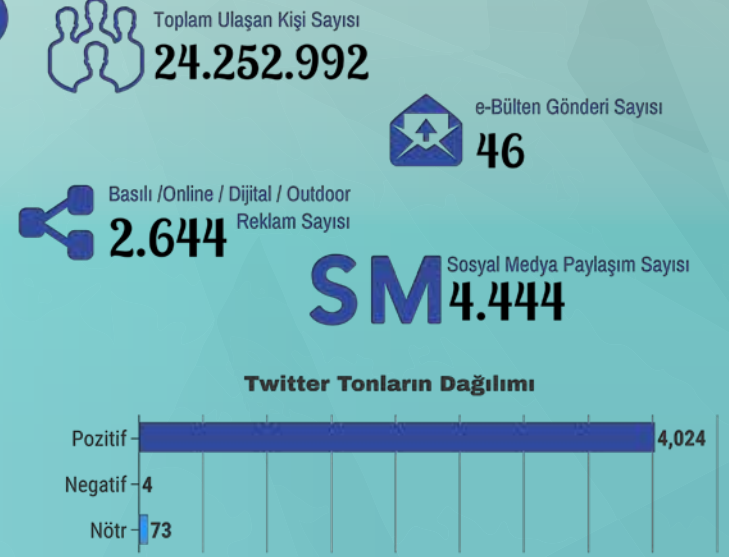 Toplam Ulaşan Kişi Sayısı
24.252.992
e-Bülten Gönderi Sayısı
46
Basılı /Online / Dijital / Outdoor
Reklam Sayısı
2.644
SM
Sosyal Medya Paylaşım Sayısı
4.444
Twitter Tonların Dağılımı
Pozitif 4,024
Negatif 4
Nötr 73